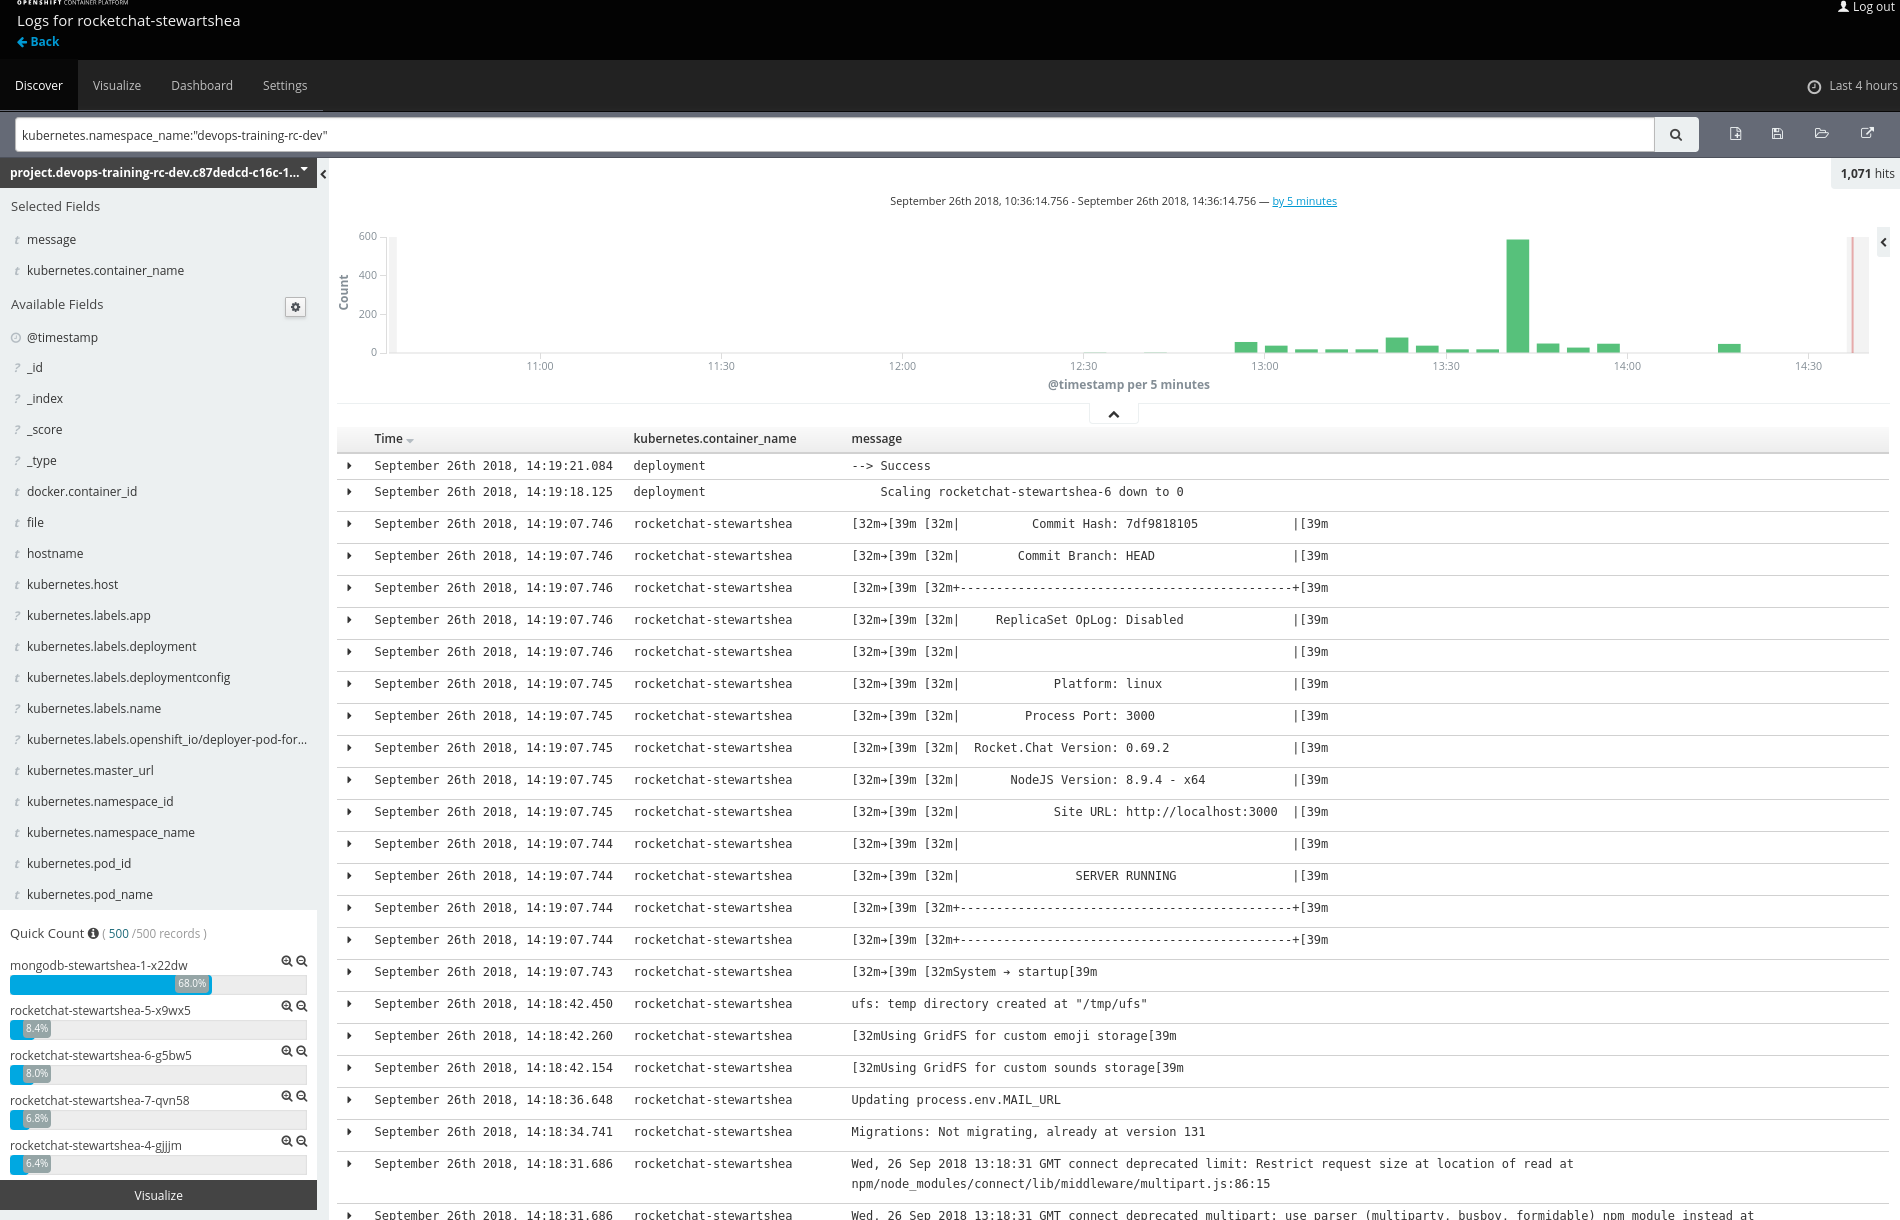 OPENSHIFT CONTAINER PLATFORM
Logs for rocketchat-stewartshea
Log out
Back
Discover Visualize Dashboard Settings Last 4 hours
kubernetes.namespace_name:"devops-training-rc-dev"
project.devops-training-rc-dev.c87dedcd-c16c-1...
1,071 hits
Selected Fields
t message
t kubernetes.container_name
Available Fields
@timestamp
? _id
? _index
? _score
? _type
t docker.container_id
t file
t hostname
t kubernetes.host
? kubernetes.labels.app
t kubernetes.labels.deployment
t kubernetes.labels.deploymentconfig
? kubernetes.labels.name
? kubernetes.labels.openshift_io/deployer-pod-for...
t kubernetes.master_url
t kubernetes.namespace_id
t kubernetes.namespace_name
t kubernetes.pod_id
t kubernetes.pod_name
Quick Count ( 500 /500 records )
mongodb-stewartshea-1-x22dw
68.0%
rocketchat-stewartshea-5-x9wx5
8.4%
rocketchat-stewartshea-6-g5bw5
8.0%
rocketchat-stewartshea-7-qvn58
6.8%
rocketchat-stewartshea-4-gjjjm
6.4%
Visualize
September 26th 2018, 10:36:14.756 - September 26th 2018, 14:36:14.756 — by 5 minutes
Count
600
400
200
0
11:00 11:30 12:00 12:30 13:00 13:30 14:00 14:30
@timestamp per 5 minutes
Time kubernetes.container_name message
September 26th 2018, 14:19:21.084 deployment --> Success
September 26th 2018, 14:19:18.125 deployment Scaling rocketchat-stewartshea-6 down to 0
September 26th 2018, 14:19:07.746 rocketchat-stewartshea [32m➔[39m [32m| Commit Hash: 7df9818105 |[39m
September 26th 2018, 14:19:07.746 rocketchat-stewartshea [32m➔[39m [32m| Commit Branch: HEAD |[39m
September 26th 2018, 14:19:07.746 rocketchat-stewartshea [32m➔[39m [32m+----------------------------------------------+[39m
September 26th 2018, 14:19:07.746 rocketchat-stewartshea [32m➔[39m [32m| ReplicaSet OpLog: Disabled |[39m
September 26th 2018, 14:19:07.746 rocketchat-stewartshea [32m➔[39m [32m| |[39m
September 26th 2018, 14:19:07.745 rocketchat-stewartshea [32m➔[39m [32m| Platform: linux |[39m
September 26th 2018, 14:19:07.745 rocketchat-stewartshea [32m➔[39m [32m| Process Port: 3000 |[39m
September 26th 2018, 14:19:07.745 rocketchat-stewartshea [32m➔[39m [32m| Rocket.Chat Version: 0.69.2 |[39m
September 26th 2018, 14:19:07.745 rocketchat-stewartshea [32m➔[39m [32m| NodeJS Version: 8.9.4 - x64 |[39m
September 26th 2018, 14:19:07.745 rocketchat-stewartshea [32m➔[39m [32m| Site URL: http://localhost:3000 |[39m
September 26th 2018, 14:19:07.744 rocketchat-stewartshea [32m➔[39m [32m| |[39m
September 26th 2018, 14:19:07.744 rocketchat-stewartshea [32m➔[39m [32m| SERVER RUNNING |[39m
September 26th 2018, 14:19:07.744 rocketchat-stewartshea [32m➔[39m [32m+----------------------------------------------+[39m
September 26th 2018, 14:19:07.744 rocketchat-stewartshea [32m➔[39m [32m+----------------------------------------------+[39m
September 26th 2018, 14:19:07.743 rocketchat-stewartshea [32m➔[39m [32mSystem ➔ startup[39m
September 26th 2018, 14:18:42.450 rocketchat-stewartshea ufs: temp directory created at "/tmp/ufs"
September 26th 2018, 14:18:42.260 rocketchat-stewartshea [32mUsing GridFS for custom emoji storage[39m
September 26th 2018, 14:18:42.154 rocketchat-stewartshea [32mUsing GridFS for custom sounds storage[39m
September 26th 2018, 14:18:36.648 rocketchat-stewartshea Updating process.env.MAIL_URL
September 26th 2018, 14:18:34.741 rocketchat-stewartshea Migrations: Not migrating, already at version 131
September 26th 2018, 14:18:31.686 rocketchat-stewartshea Wed, 26 Sep 2018 13:18:31 GMT connect deprecated limit: Restrict request size at location of read at
npm/node_modules/connect/lib/middleware/multipart.js:86:15
September 26th 2018, 14:18:31.686 rocketchat-stewartshea Wed, 26 Sep 2018 13:18:31 GMT connect deprecated multipart: use parser (multiparty, busboy, formidable) npm module instead at